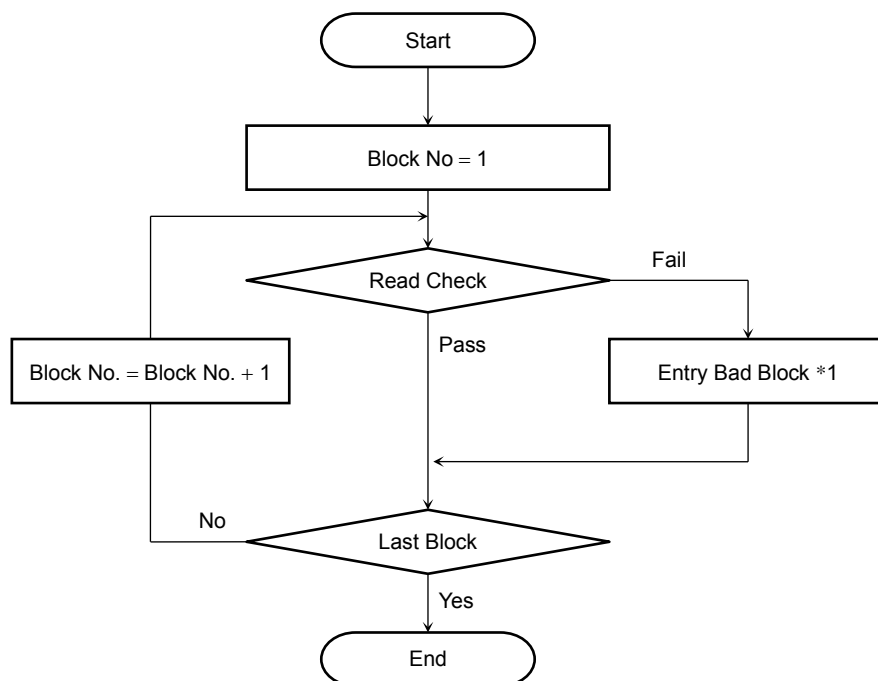 Start
Block No = 1
Read Check
Fail
Pass
Block No. = Block No. + 1
Entry Bad Block *1
No
Last Block
Yes
End